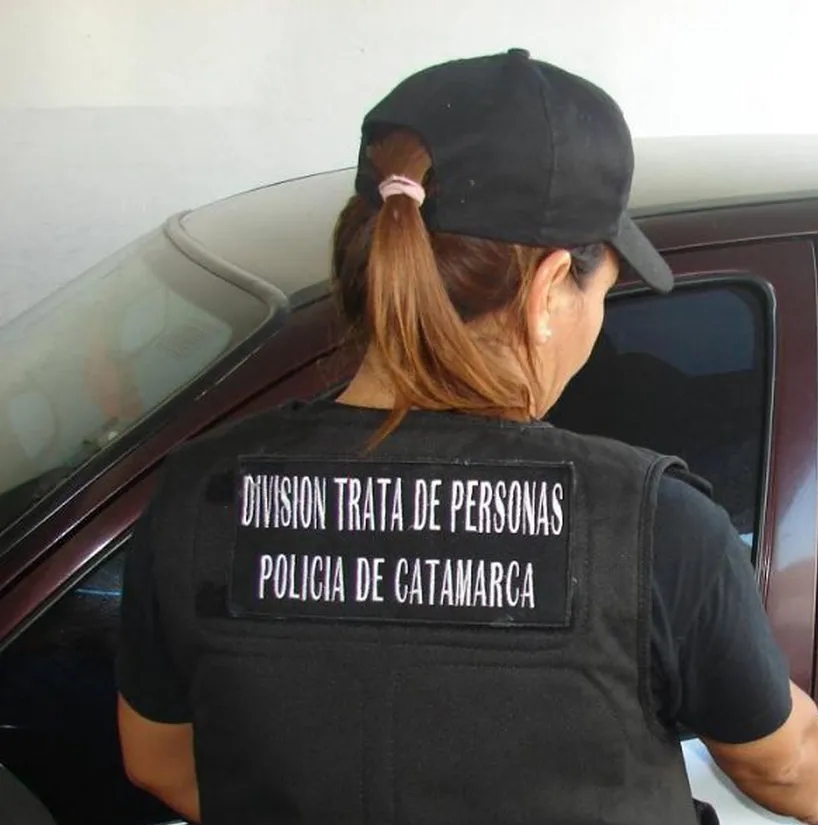 DIVISION TRATA DE PERSONAS
POLICIA DE CATAMARCA